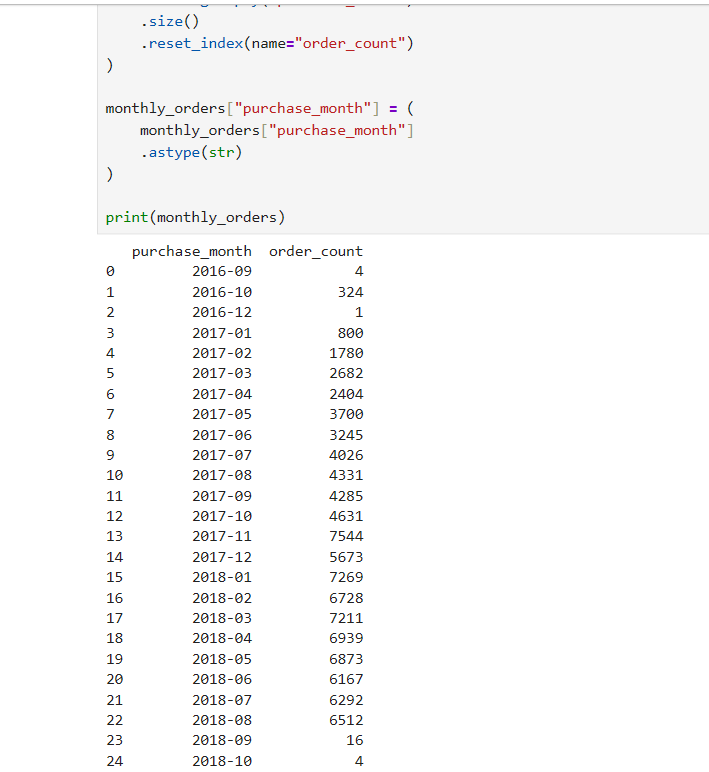 .size()
.reset_index(name="order_count")
)
monthly_orders["purchase_month"] = (
monthly_orders["purchase_month"]
.astype(str)
)
print(monthly_orders)
purchase_month order_count
0 2016-09 4
1 2016-10 324
2 2016-12 1
3 2017-01 800
4 2017-02 1780
5 2017-03 2682
6 2017-04 2404
7 2017-05 3700
8 2017-06 3245
9 2017-07 4026
10 2017-08 4331
11 2017-09 4285
12 2017-10 4631
13 2017-11 7544
14 2017-12 5673
15 2018-01 7269
16 2018-02 6728
17 2018-03 7211
18 2018-04 6939
19 2018-05 6873
20 2018-06 6167
21 2018-07 6292
22 2018-08 6512
23 2018-09 16
24 2018-10 4